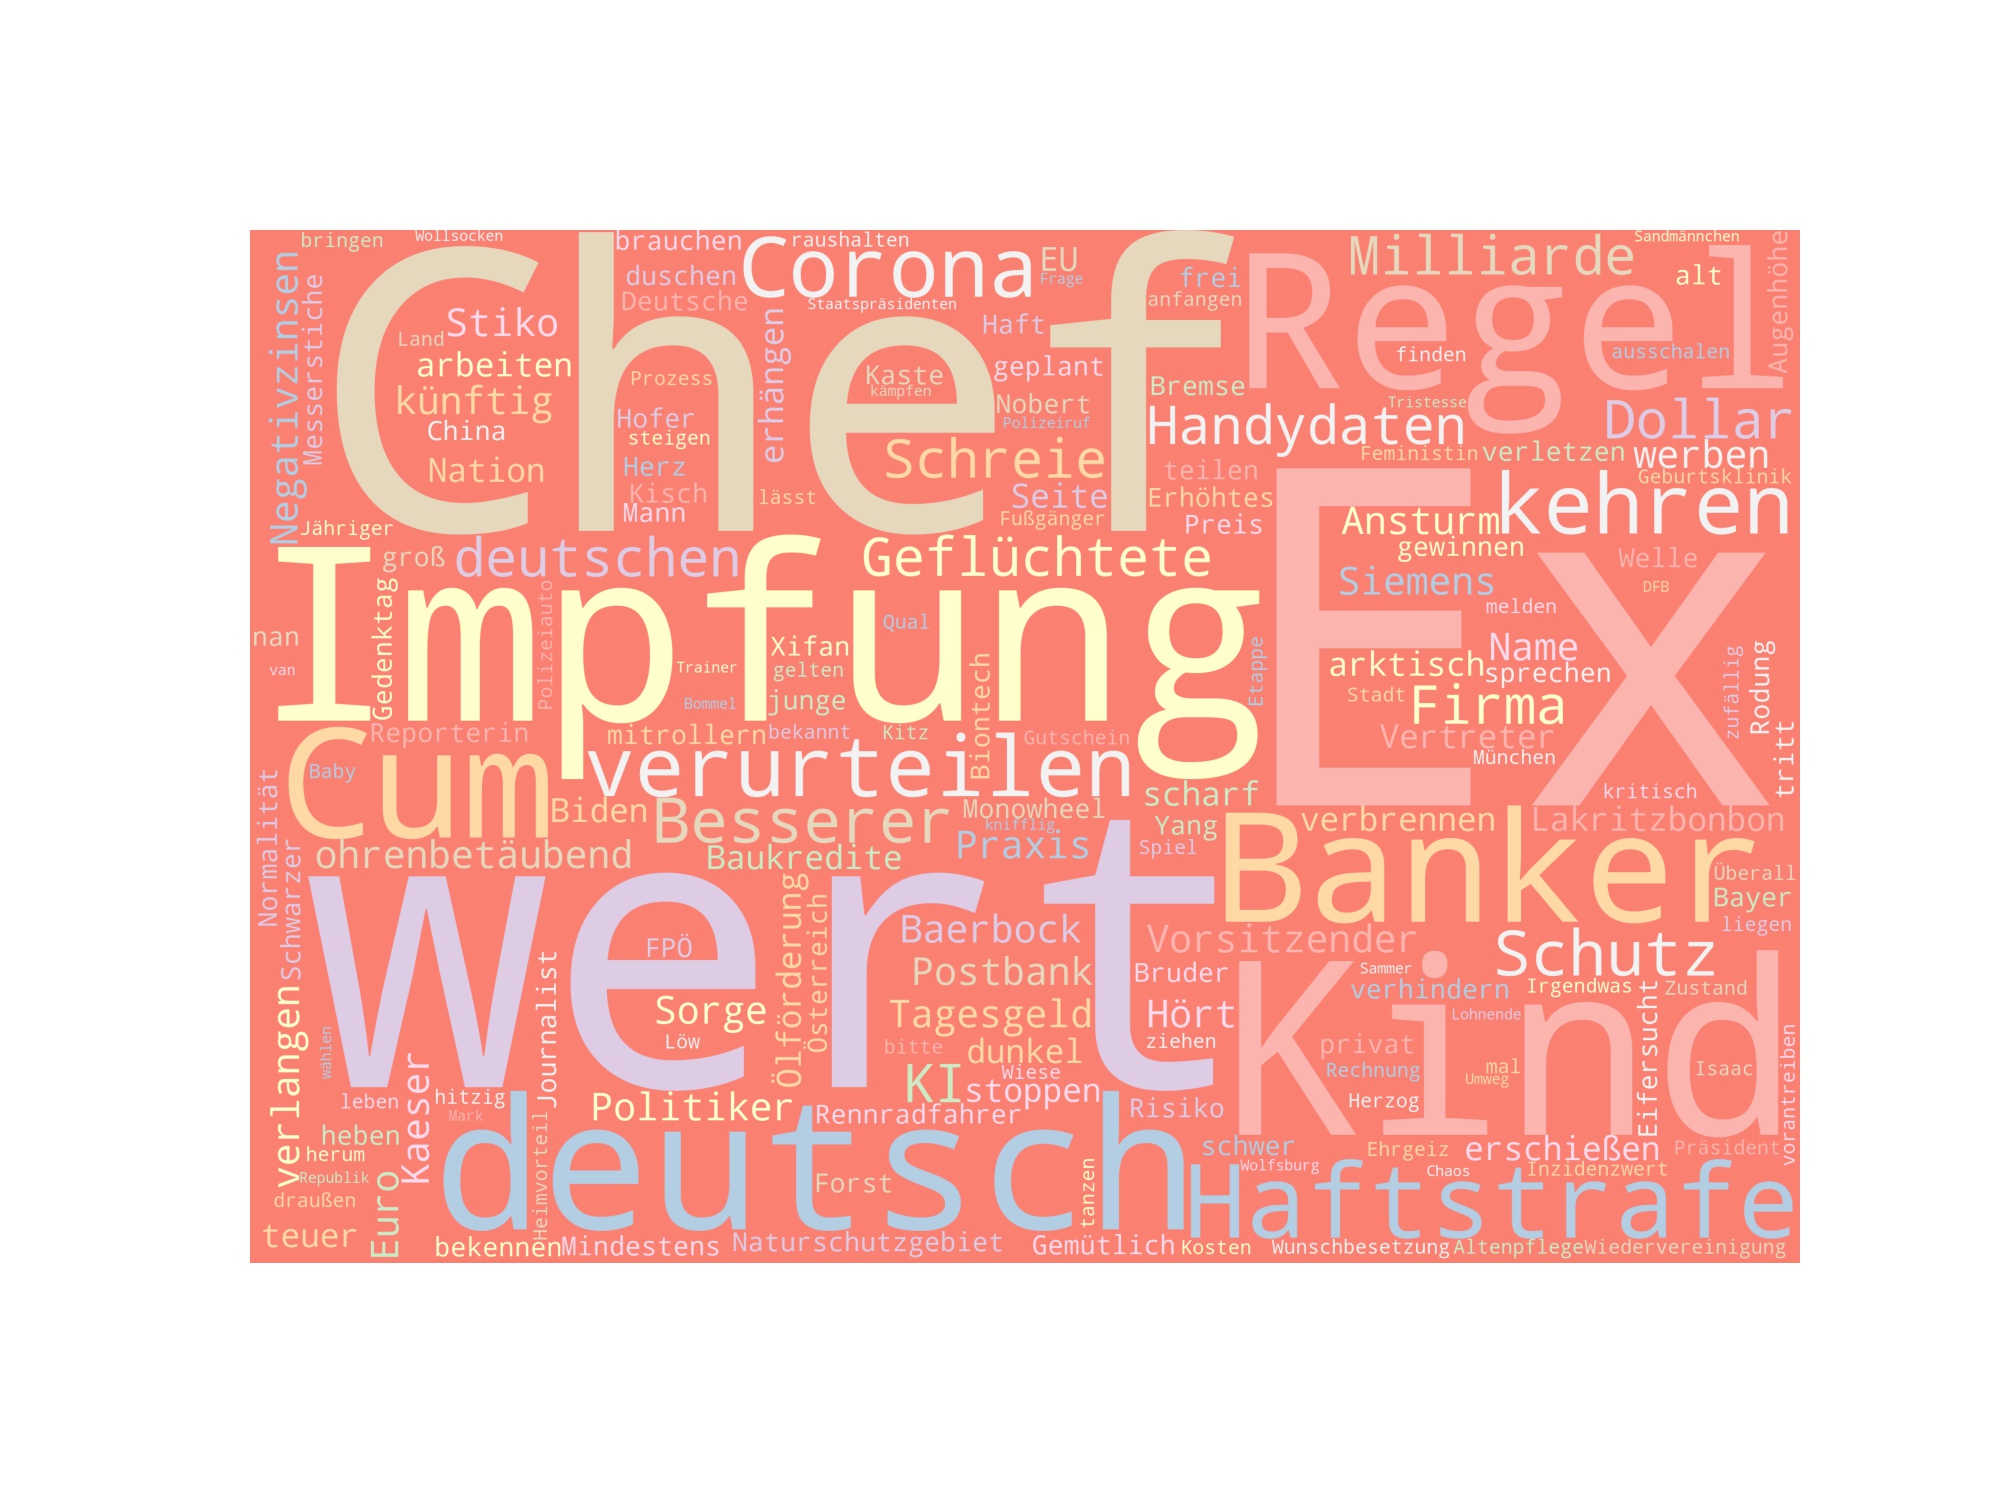 bringen
Wollsocken
brauchen
raushalten
Corona
EU
Frage
Milliarde
Sandmännchen
alt
Augenhöhe
Chef
Regel
Negativzinsen
Messerstiche
duschen
Deutsche
Staatspräsidenten
frei
anfangen
Stiko
Land
arbeiten
künftig
China
Nation
Prozess
Hofer
steigen
Herz
Kisch
Mann
erhängen
lässt
Haft
Kaste
kämpfen
geplant
Nobert
Polizeiruf
Schreie
Seite
Fußgänger
Bremse
finden
ausschalen
Tristesse
Handydaten
Dollar
Feministin
verletzen
werben
teilen
Geburtsklinik
Erhöhtes
Preis
Ex
Ansturm
kehren
gewinnen
Jähriger
groß
deutschen
Geflüchtete
Impfung
Siemens
Welle
DFB
melden
nan
van
Gedenktag
Polizeiauto
Qual
Trainer
Xifan
gelten
Bommel
junge
Biontech
Etappe
Name
arktisch
sprechen
Stadt
Firma
Vertreter
München
zufällig
Rodung
tritt
Reporterin
mitrollern
bekannt
Kitz
Gutschein
Cum
verurteilen
Baby
Normalität
Schwarzer
Biden
Besserer
Monowheel
knifflig
scharf
Yang
kritisch
ohrenbetäubend
Baukredite
Praxis
Spiel
Banker
verbrennen
Lakritzbonbon
Überall
Bayer
liegen
wert
FPÖ
Ölförderung
Österreich
Baerbock
Vorsitzender
Schutz
Postbank
Bruder
Sammer
verhindern
Irgendwas
Zustand
Kind
Sorge
Löw
Tagesgeld
Hört
ziehen
Lohnende
Eifersucht
verlangen
wählen
Journalist
bitte
dunkel
Wiese
privat
Rechnung
mal
Umweg
Isaac
vorantreiben
Kaeser
leben
hitzig
Mark
Politiker
KI
stoppen
Rennradfahrer
Risiko
Herzog
heben
herum
Republik
deutsch
schwer
Ehrgeiz
erschießen
Präsident
Wolfsburg
Chaos
Inzidenzwert
draußen
Euro
Heimvorteil
Forst
tanzen
Haftstrafe
teuer
bekennen
Mindestens
Naturschutzgebiet
Gemütlich
Kosten
Wunschbesetzung
Altenpflege
Wiedervereinigung